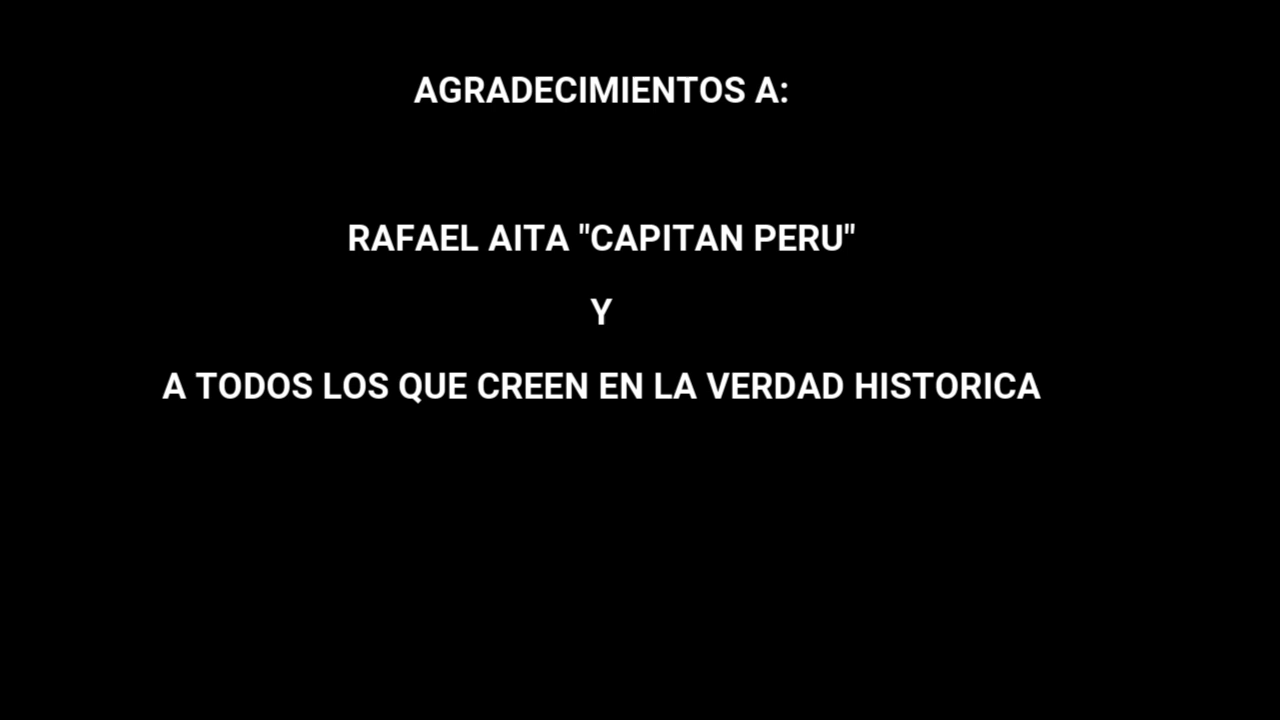 AGRADECIMIENTOS A:
RAFAEL AITA "CAPITAN PERU"
Y
A TODOS LOS QUE CREEN EN LA VERDAD HISTORICA